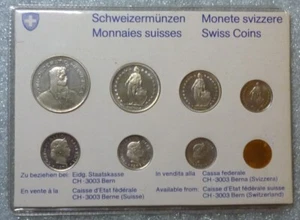 Schweizermünzen Monete svizzere
Monnaies suisses Swiss Coins
Zu beziehen bei: Eidg. Staatskasse
CH-3003 Bern
In vendita alla: Cassa federale
CH-3003 Berna (Svizzera)
En vente à la: Caisse d'Etat fédérale
CH-3003 Berne (Suisse)
Available from: Caisse d'Etat fédérale suisse
CH-3003 Bern (Switzerland)